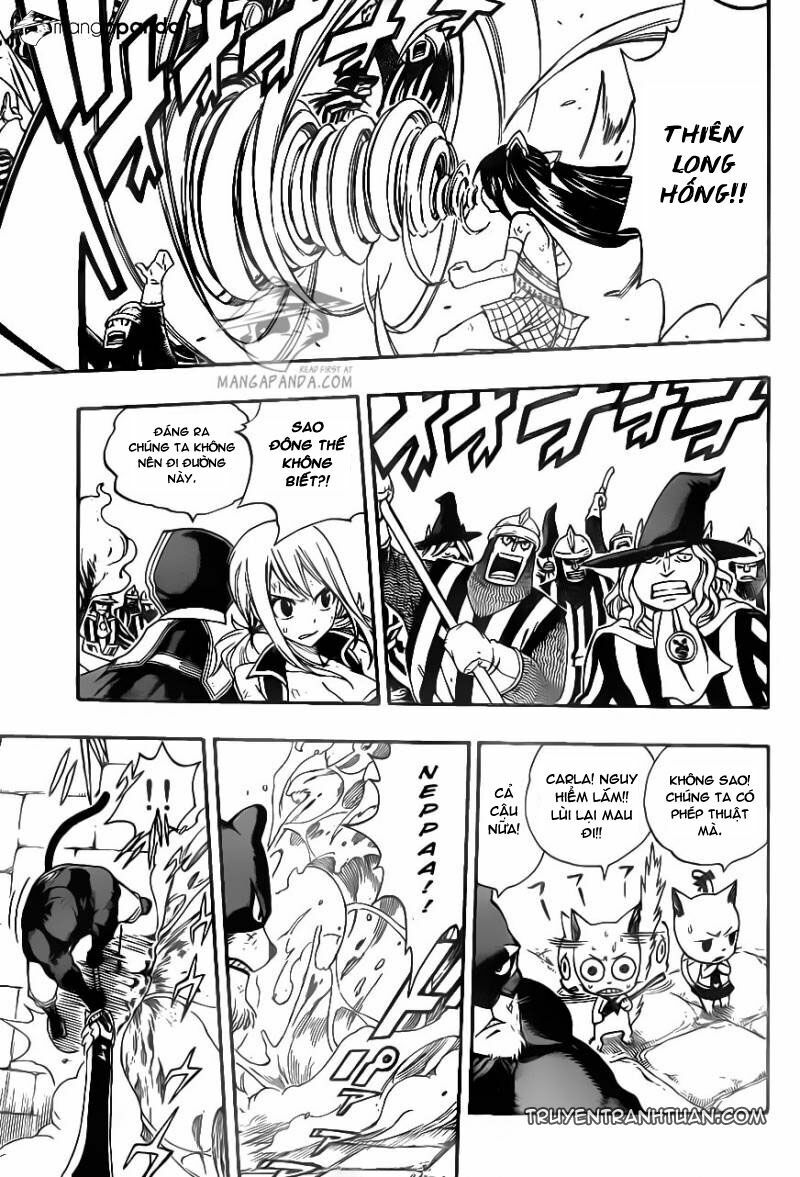 mangapanda
THIÊN
LONG
HỐNG!!
READ FIRST AT
MANGAPANDA.COM
SAO
ĐÔNG THẾ
KHÔNG
BIẾT?!
ĐÁNG RA
CHÚNG TA KHÔNG
NÊN ĐI ĐƯỜNG
NÀY.
KHÔNG SAO!
CHÚNG TA CÓ
PHÉP THUẬT
MÀ.
CARLA! NGUY
HIỂM LẮM!!
LÙI LẠI MAU
ĐI!!
CẢ
CẬU
NỮA!
NEPPAA!!
!!
TRUYENTRANHTUAN.COM